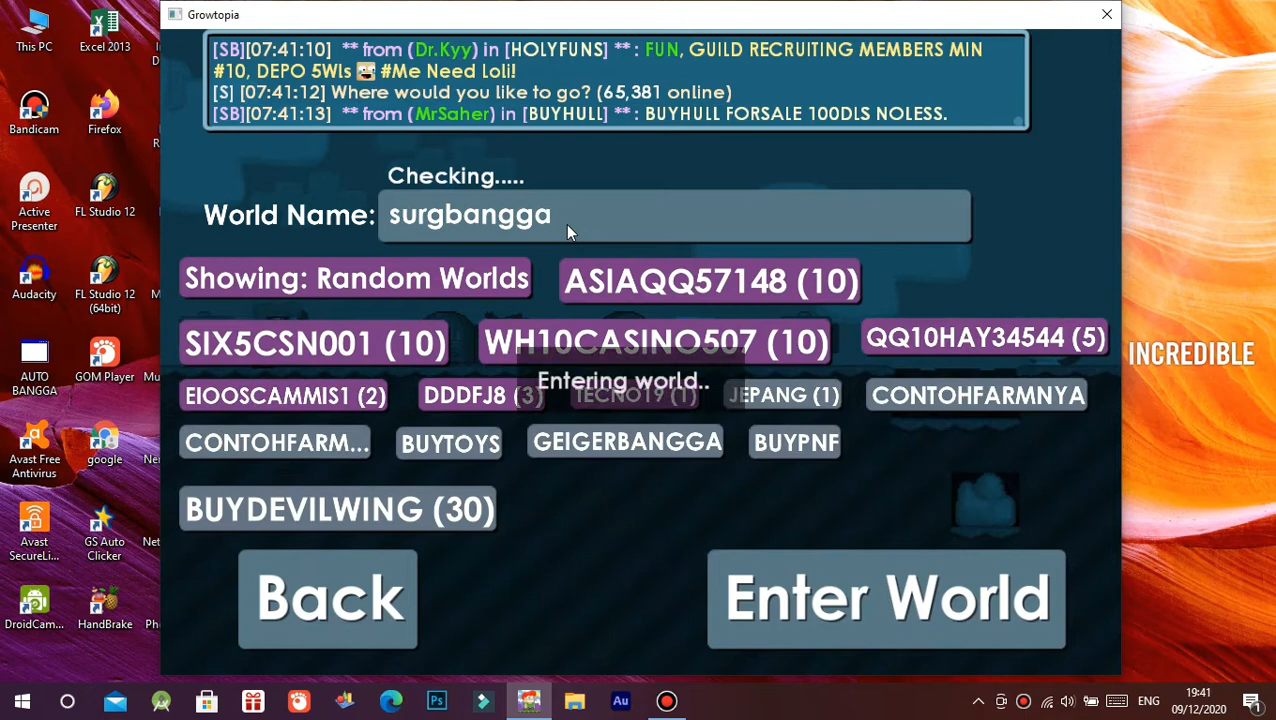 Growtopia
This PC
Excel 2013
[SB][07:41:10] ** from (Dr.Kyy) in [HOLYFUNS] ** : FUN, GUILD RECRUITING MEMBERS MIN
#10, DEPO 5Wls #Me Need Loli!
[S] [07:41:12] Where would you like to go? (65,381 online)
[SB][07:41:13] ** from (MrSaher) in [BUYHULL] ** : BUYHULL FORSALE 100DLS NOLESS.
Bandicam
Firefox
Checking.....
World Name: surgbangga
Active
Presenter
FL Studio 12
Showing: Random Worlds
ASIAQQ57148 (10)
Audacity
FL Studio 12
(64bit)
SIX5CSN001 (10)
WH10CASINO507 (10)
QQ10HAY34544 (5)
INCREDIBLE
Entering world..
AUTO
BANGGA
GOM Player
EIOOSCAMMIS1 (2)
DDDFJ8 (3)
TECNO19 (1)
JEPANG (1)
CONTOHFARMNYA
CONTOHFARM...
BUYTOYS
GEIGERBANGGA
BUYPNF
Avast Free
Antivirus
google
BUYDEVILWING (30)
Avast
SecureLi...
GS Auto
Clicker
Back
Enter World
DroidCam...
HandBrake
Ps
Au
ENG
19:41
09/12/2020
1